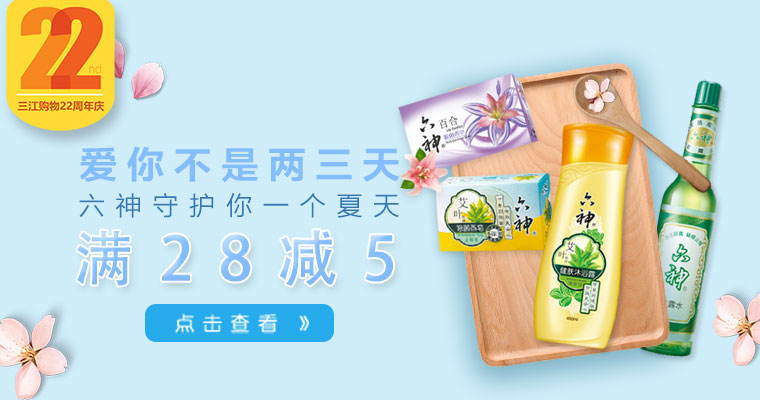 22nd
三江购物22周年庆
爱你不是两三天
六神守护你一个夏天
满28减5
点击查看 》
六神
百合
六神
艾叶
除菌香皂
六神
艾叶
健肤沐浴露
六神
露水